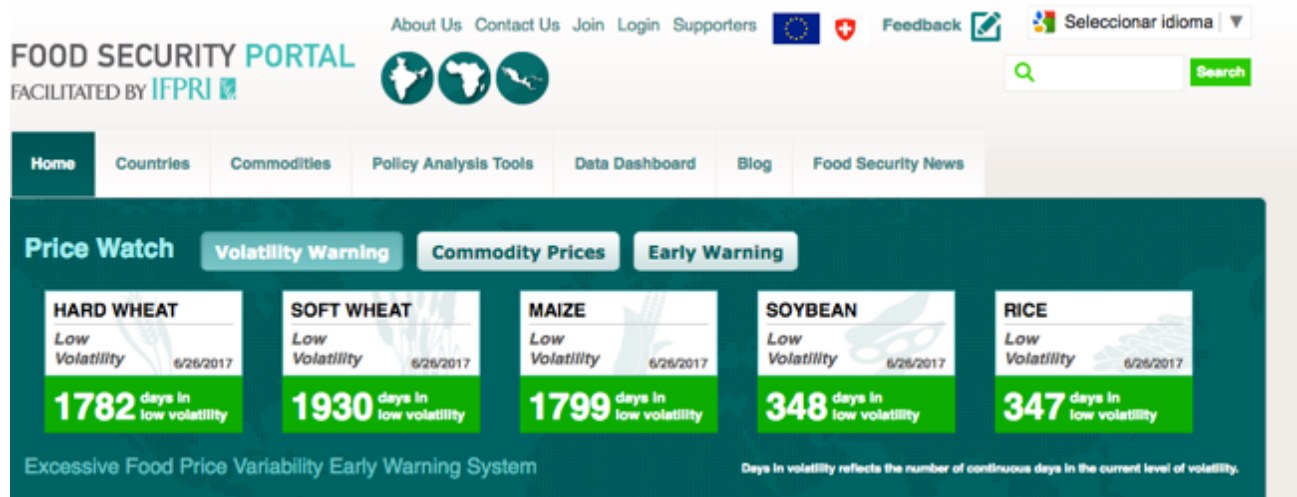 About Us Contact Us Join Login Supporters Feedback Seleccionar idioma ▼
FOOD SECURITY PORTAL
FACILITATED BY IFPRI
Search
Home Countries Commodities Policy Analysis Tools Data Dashboard Blog Food Security News
Price Watch Volatility Warning Commodity Prices Early Warning
HARD WHEAT
Low
Volatility 6/26/2017
1782 days in
low volatility
SOFT WHEAT
Low
Volatility 6/26/2017
1930 days in
low volatility
MAIZE
Low
Volatility 6/26/2017
1799 days in
low volatility
SOYBEAN
Low
Volatility 6/26/2017
348 days in
low volatility
RICE
Low
Volatility 6/26/2017
347 days in
low volatility
Excessive Food Price Variability Early Warning System
Days in volatility reflects the number of continuous days in the current level of volatility.